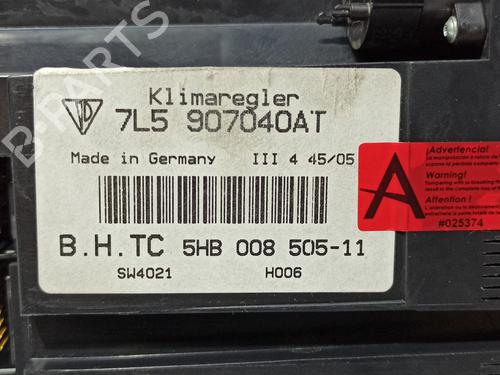 B-PARTS
Klimaregler
7L5 907040AT
Made in Germany III 4 45/05
B.H.TC 5HB 008 505-11
SW4021 H006
A
¡Advertencia!
Warning!
Attention!
#025374